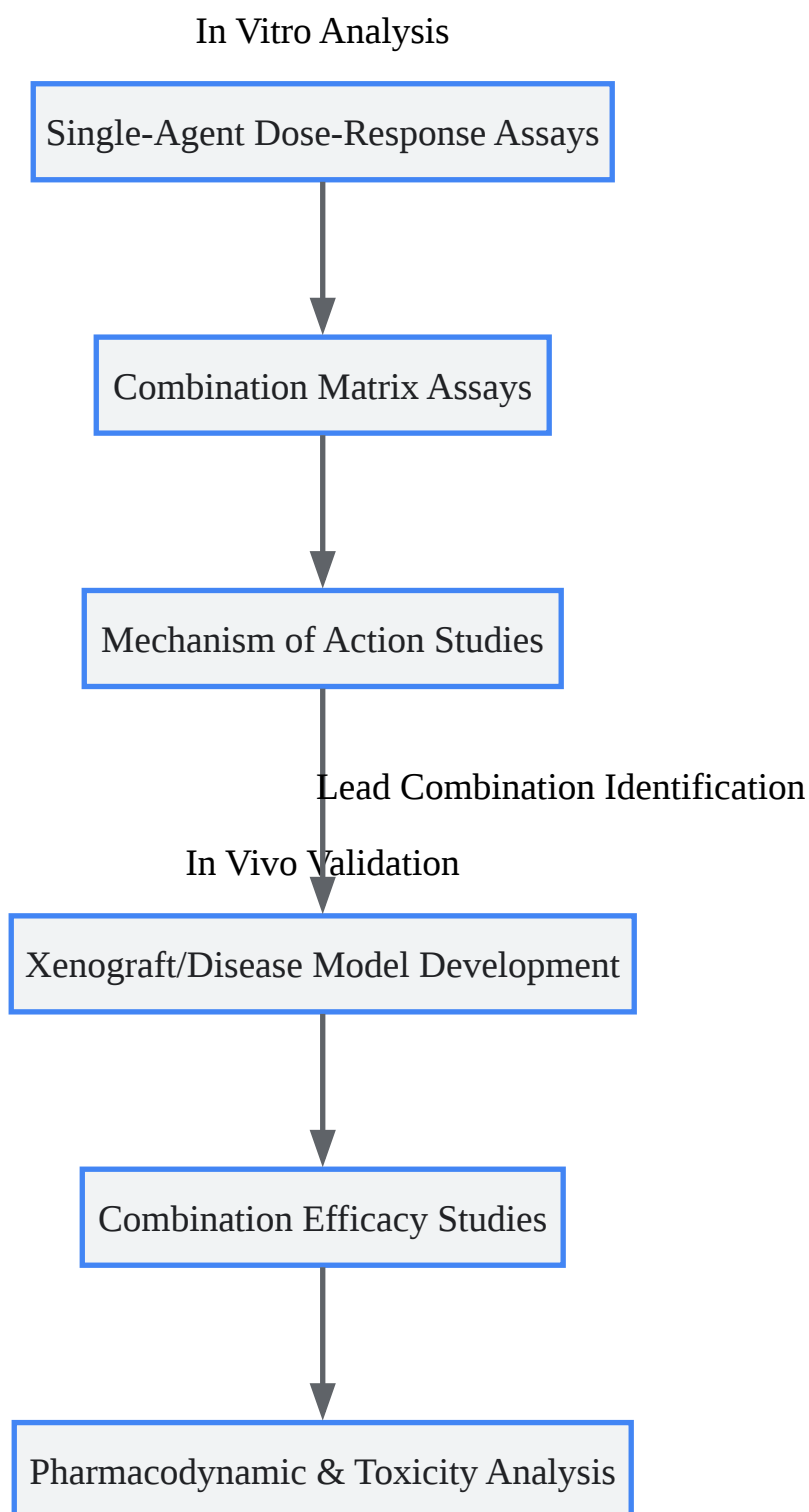 In Vitro Analysis
Single-Agent Dose-Response Assays
Combination Matrix Assays
Mechanism of Action Studies
Lead Combination Identification
In Vivo Validation
Xenograft/Disease Model Development
Combination Efficacy Studies
Pharmacodynamic & Toxicity Analysis